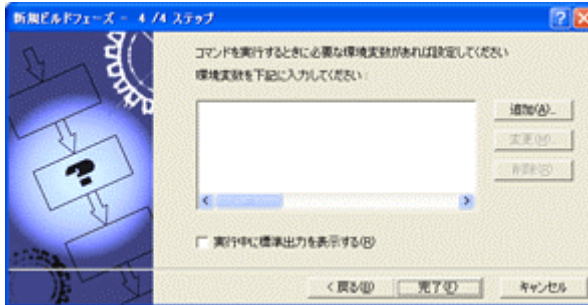 新規ビルドフェーズ - 4 /4 ステップ
コマンドを実行するときに必要な環境変数があれば設定してください
環境変数を下記に入力してください:
追加(A)...
変更(M)...
削除(S)
実行中に標準出力を表示する(R)
< 戻る(B)
完了(F)
キャンセル